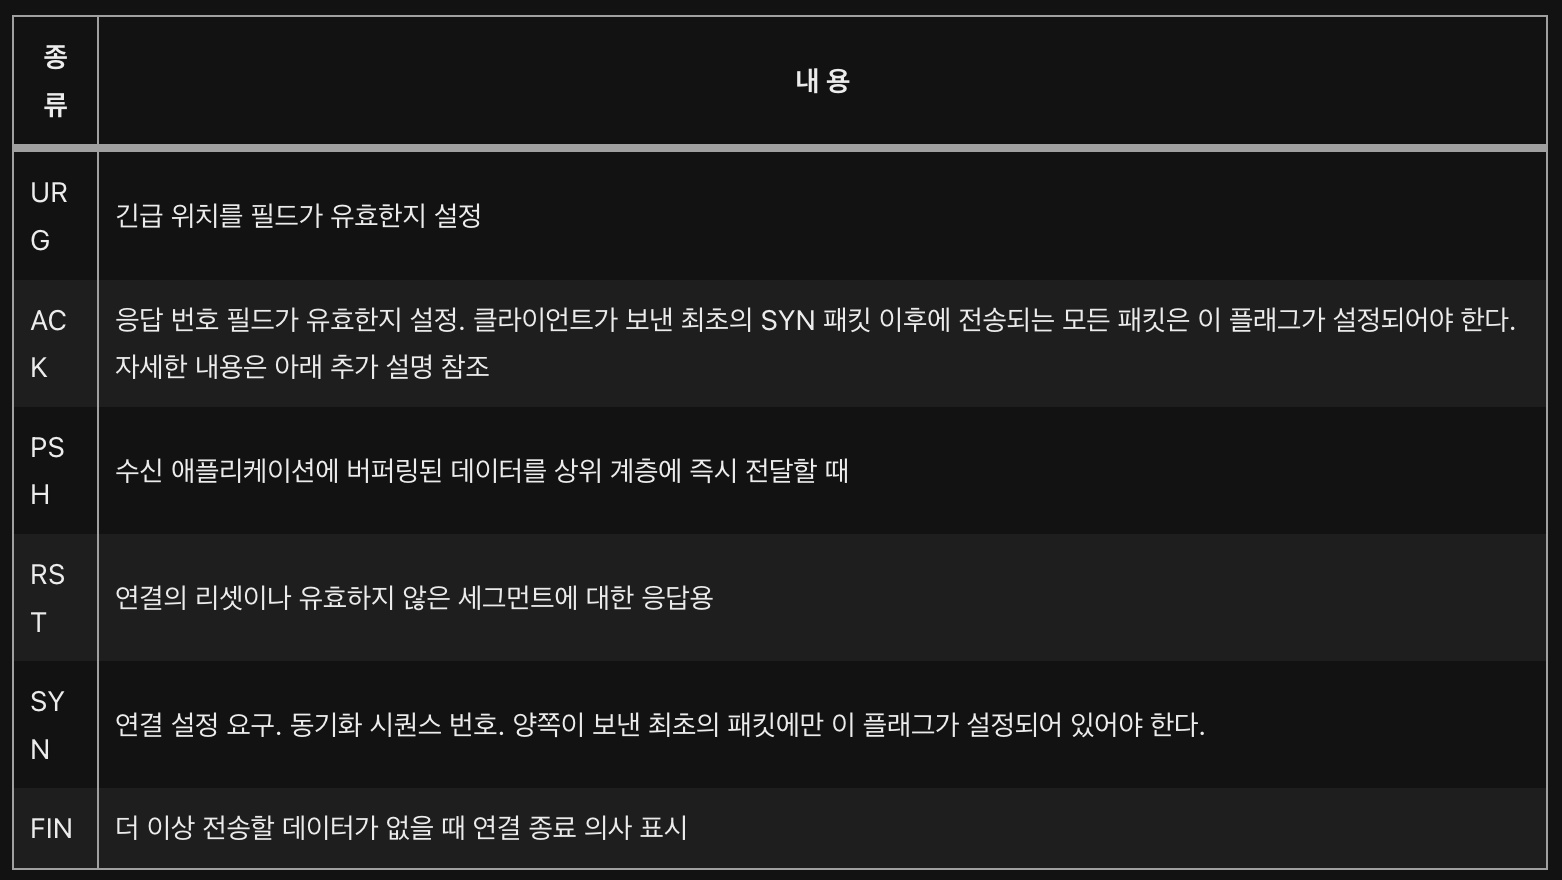 종
류
내 용
UR
G
긴급 위치를 필드가 유효한지 설정
AC
K
응답 번호 필드가 유효한지 설정. 클라이언트가 보낸 최초의 SYN 패킷 이후에 전송되는 모든 패킷은 이 플래그가 설정되어야 한다.
자세한 내용은 아래 추가 설명 참조
PS
H
수신 애플리케이션에 버퍼링된 데이터를 상위 계층에 즉시 전달할 때
RS
T
연결의 리셋이나 유효하지 않은 세그먼트에 대한 응답용
SY
N
연결 설정 요구. 동기화 시퀀스 번호. 양쪽이 보낸 최초의 패킷에만 이 플래그가 설정되어 있어야 한다.
FIN
더 이상 전송할 데이터가 없을 때 연결 종료 의사 표시